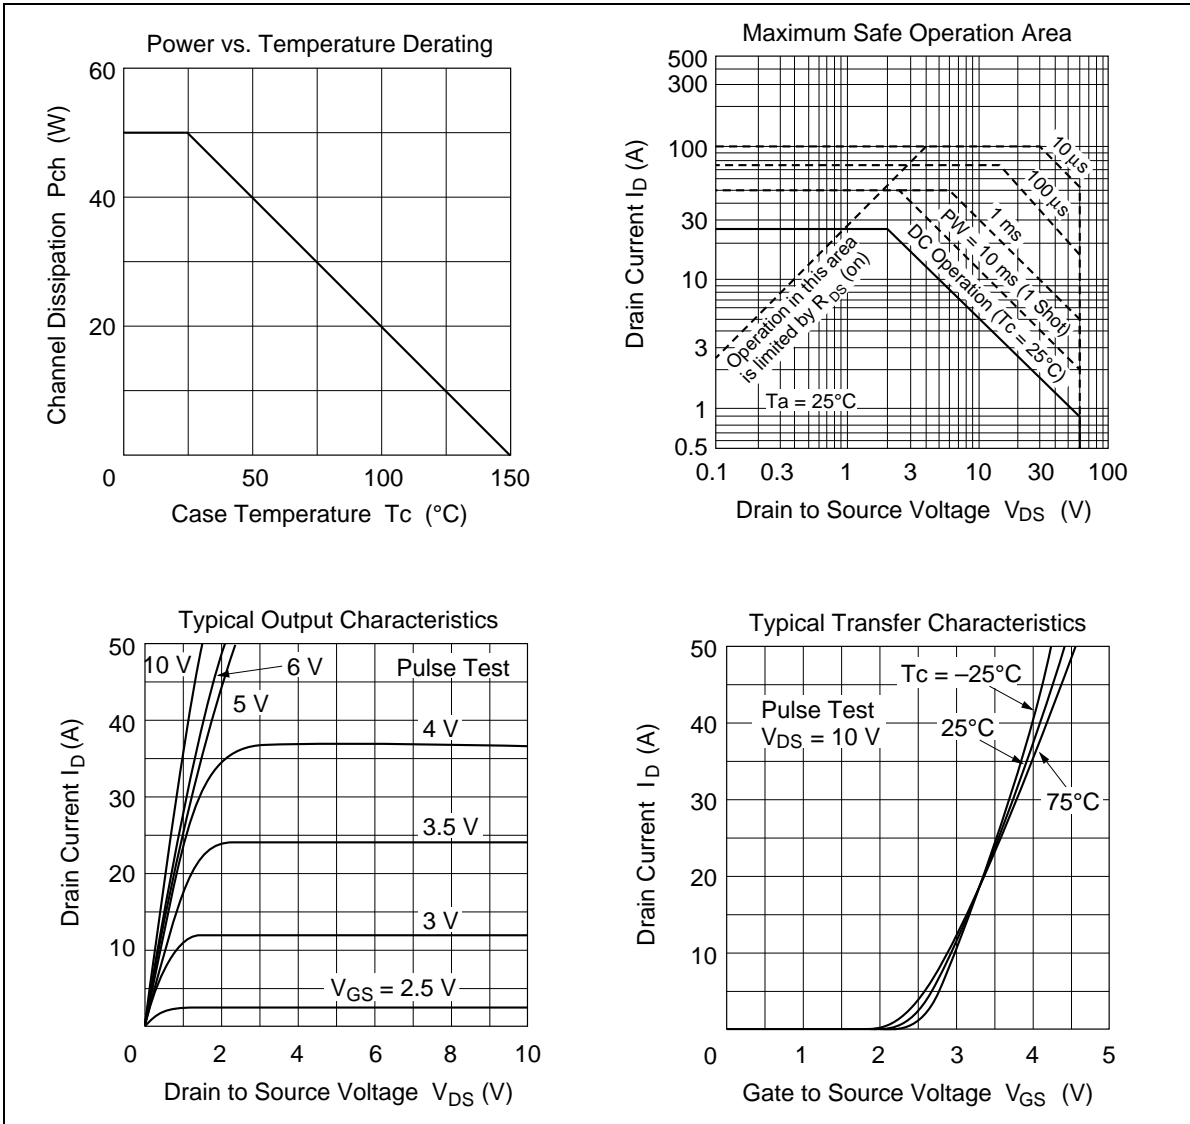 Power vs. Temperature Derating
60
40
20
0
50
100
150
Channel Dissipation Pch (W)
Case Temperature Tc (°C)
Maximum Safe Operation Area
500
300
100
30
10
3
1
0.5
0.1
0.3
1
3
10
30
100
Drain Current ID (A)
Drain to Source Voltage VDS (V)
10 µs
100 µs
1 ms
PW = 10 ms (1 Shot)
DC Operation (Tc = 25°C)
Operation in this area
is limited by RDS (on)
Ta = 25°C
Typical Output Characteristics
50
40
30
20
10
0
2
4
6
8
10
Drain Current ID (A)
Drain to Source Voltage VDS (V)
10 V
6 V
5 V
Pulse Test
4 V
3.5 V
3 V
VGS = 2.5 V
Typical Transfer Characteristics
50
40
30
20
10
0
1
2
3
4
5
Drain Current ID (A)
Gate to Source Voltage VGS (V)
Tc = –25°C
25°C
75°C
Pulse Test
VDS = 10 V